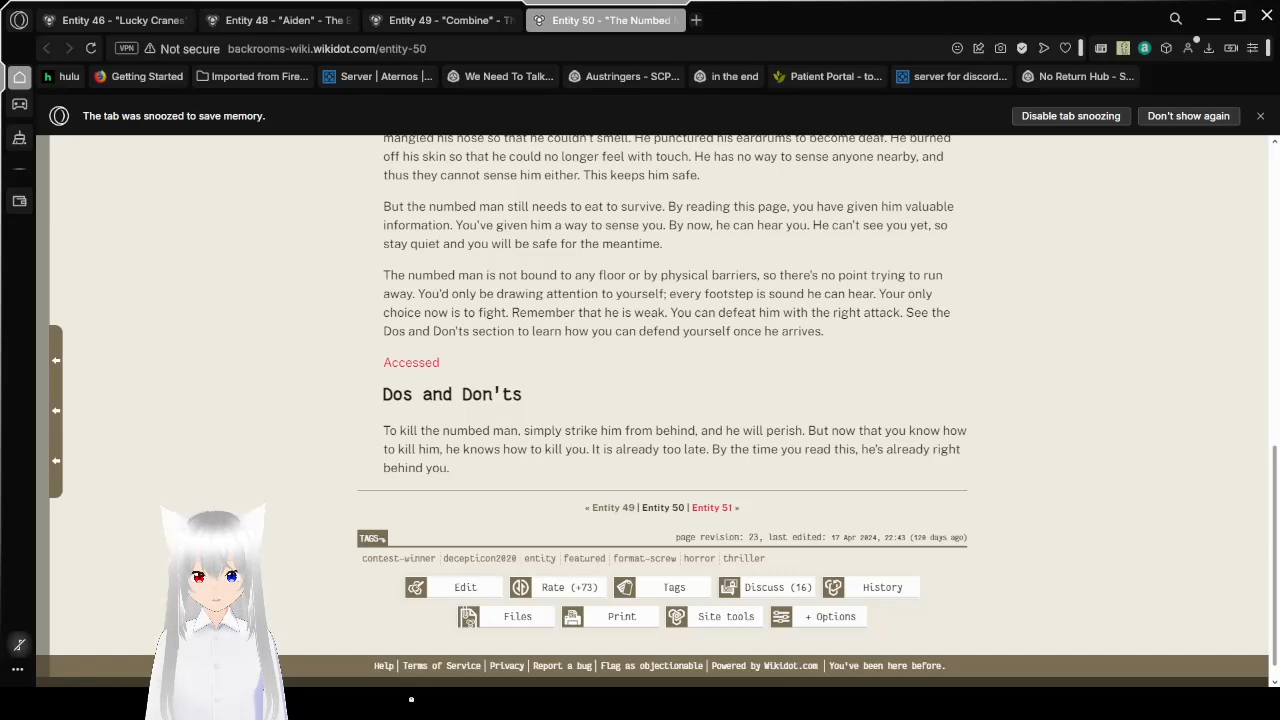 Entity 46 - "Lucky Cranes"
Entity 48 - "Aiden" - The B
Entity 49 - "Combine" - Th
Entity 50 - "The Numbed M
VPN
Not secure
backrooms-wiki.wikidot.com/entity-50
hulu
Getting Started
Imported from Fire...
Server | Aternos |...
We Need To Talk...
Austringers - SCP...
in the end
Patient Portal - to...
server for discord...
No Return Hub - S...
The tab was snoozed to save memory.
Disable tab snoozing
Don't show again
mangled his nose so that he couldn't smell. He punctured his eardrums to become deaf. He burned
off his skin so that he could no longer feel with touch. He has no way to sense anyone nearby, and
thus they cannot sense him either. This keeps him safe.
But the numbed man still needs to eat to survive. By reading this page, you have given him valuable
information. You've given him a way to sense you. By now, he can hear you. He can't see you yet, so
stay quiet and you will be safe for the meantime.
The numbed man is not bound to any floor or by physical barriers, so there's no point trying to run
away. You'd only be drawing attention to yourself; every footstep is sound he can hear. Your only
choice now is to fight. Remember that he is weak. You can defeat him with the right attack. See the
Dos and Don'ts section to learn how you can defend yourself once he arrives.
Accessed
Dos and Don'ts
To kill the numbed man, simply strike him from behind, and he will perish. But now that you know how
to kill him, he knows how to kill you. It is already too late. By the time you read this, he's already right
behind you.
« Entity 49 | Entity 50 | Entity 51 »
TAGS
page revision: 23, last edited: 17 Apr 2024, 22:43 (120 days ago)
contest-winner decepticon2020 entity featured format-screw horror thriller
Edit
Rate (+73)
Tags
Discuss (16)
History
Files
Print
Site tools
+ Options
Help | Terms of Service | Privacy | Report a bug | Flag as objectionable | Powered by Wikidot.com | You've been here before.